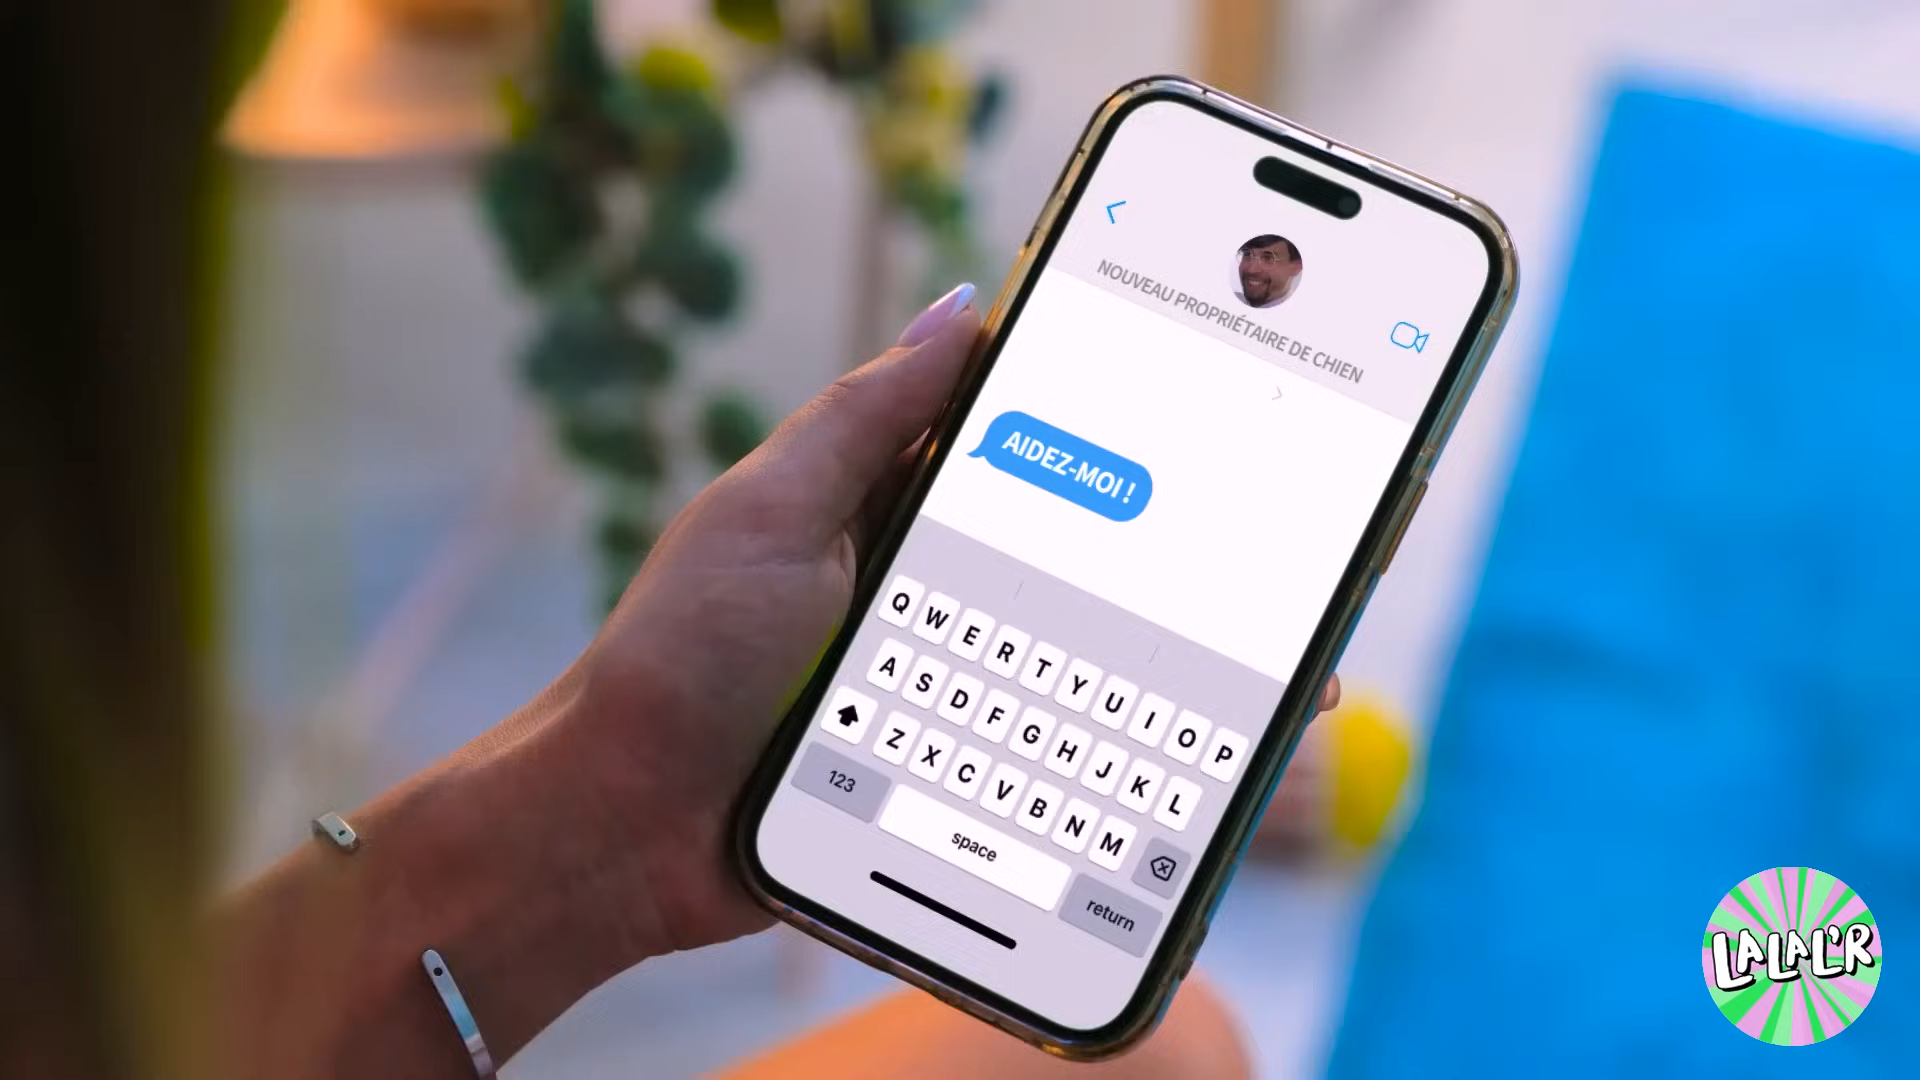 NOUVEAU PROPRIÉTAIRE DE CHIEN
AIDEZ-MOI !
Q W E R T Y U I O P
A S D F G H J K L
Z X C V B N M
123
space
return
LALAL'R